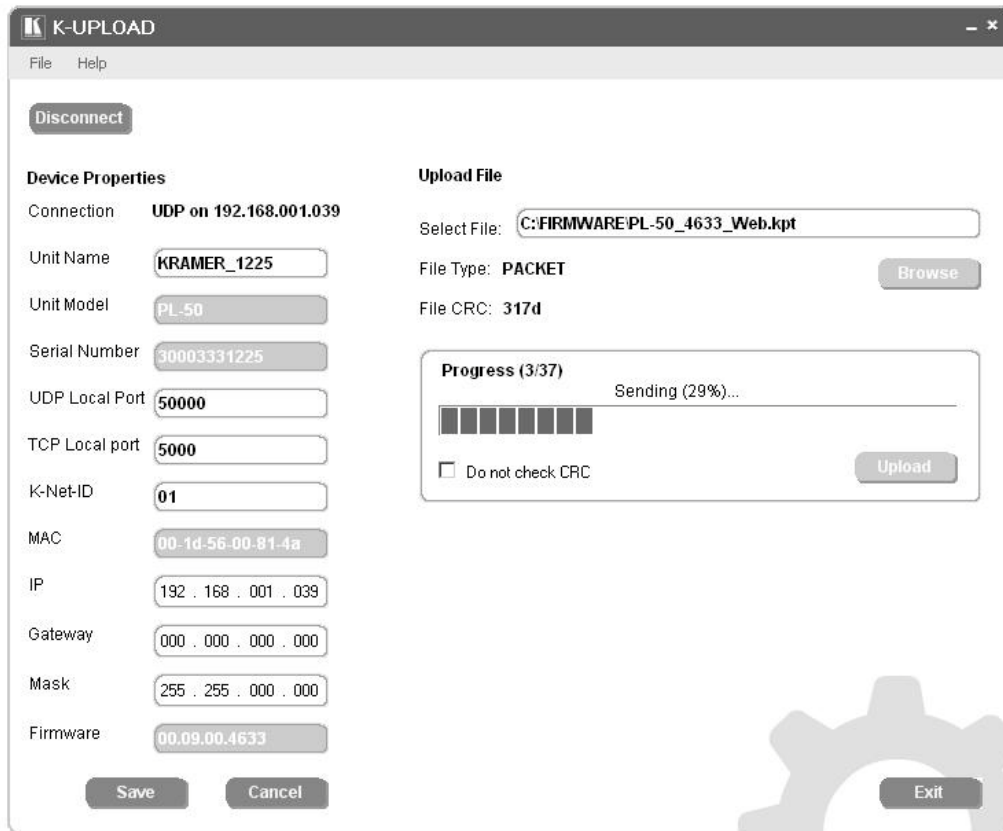 K-UPLOAD
File Help
Disconnect
Device Properties
Connection UDP on 192.168.001.039
Unit Name KRAMER_1225
Unit Model PL-50
Serial Number 30003331225
UDP Local Port 50000
TCP Local port 5000
K-Net-ID 01
MAC 00-1d-56-00-81-4a
IP 192 . 168 . 001 . 039
Gateway 000 . 000 . 000 . 000
Mask 255 . 255 . 000 . 000
Firmware 00.09.00.4633
Save Cancel
Upload File
Select File: C:\FIRMWARE\PL-50_4633_Web.kpt
File Type: PACKET
Browse
File CRC: 317d
Progress (3/37)
Sending (29%)...
Do not check CRC
Upload
Exit